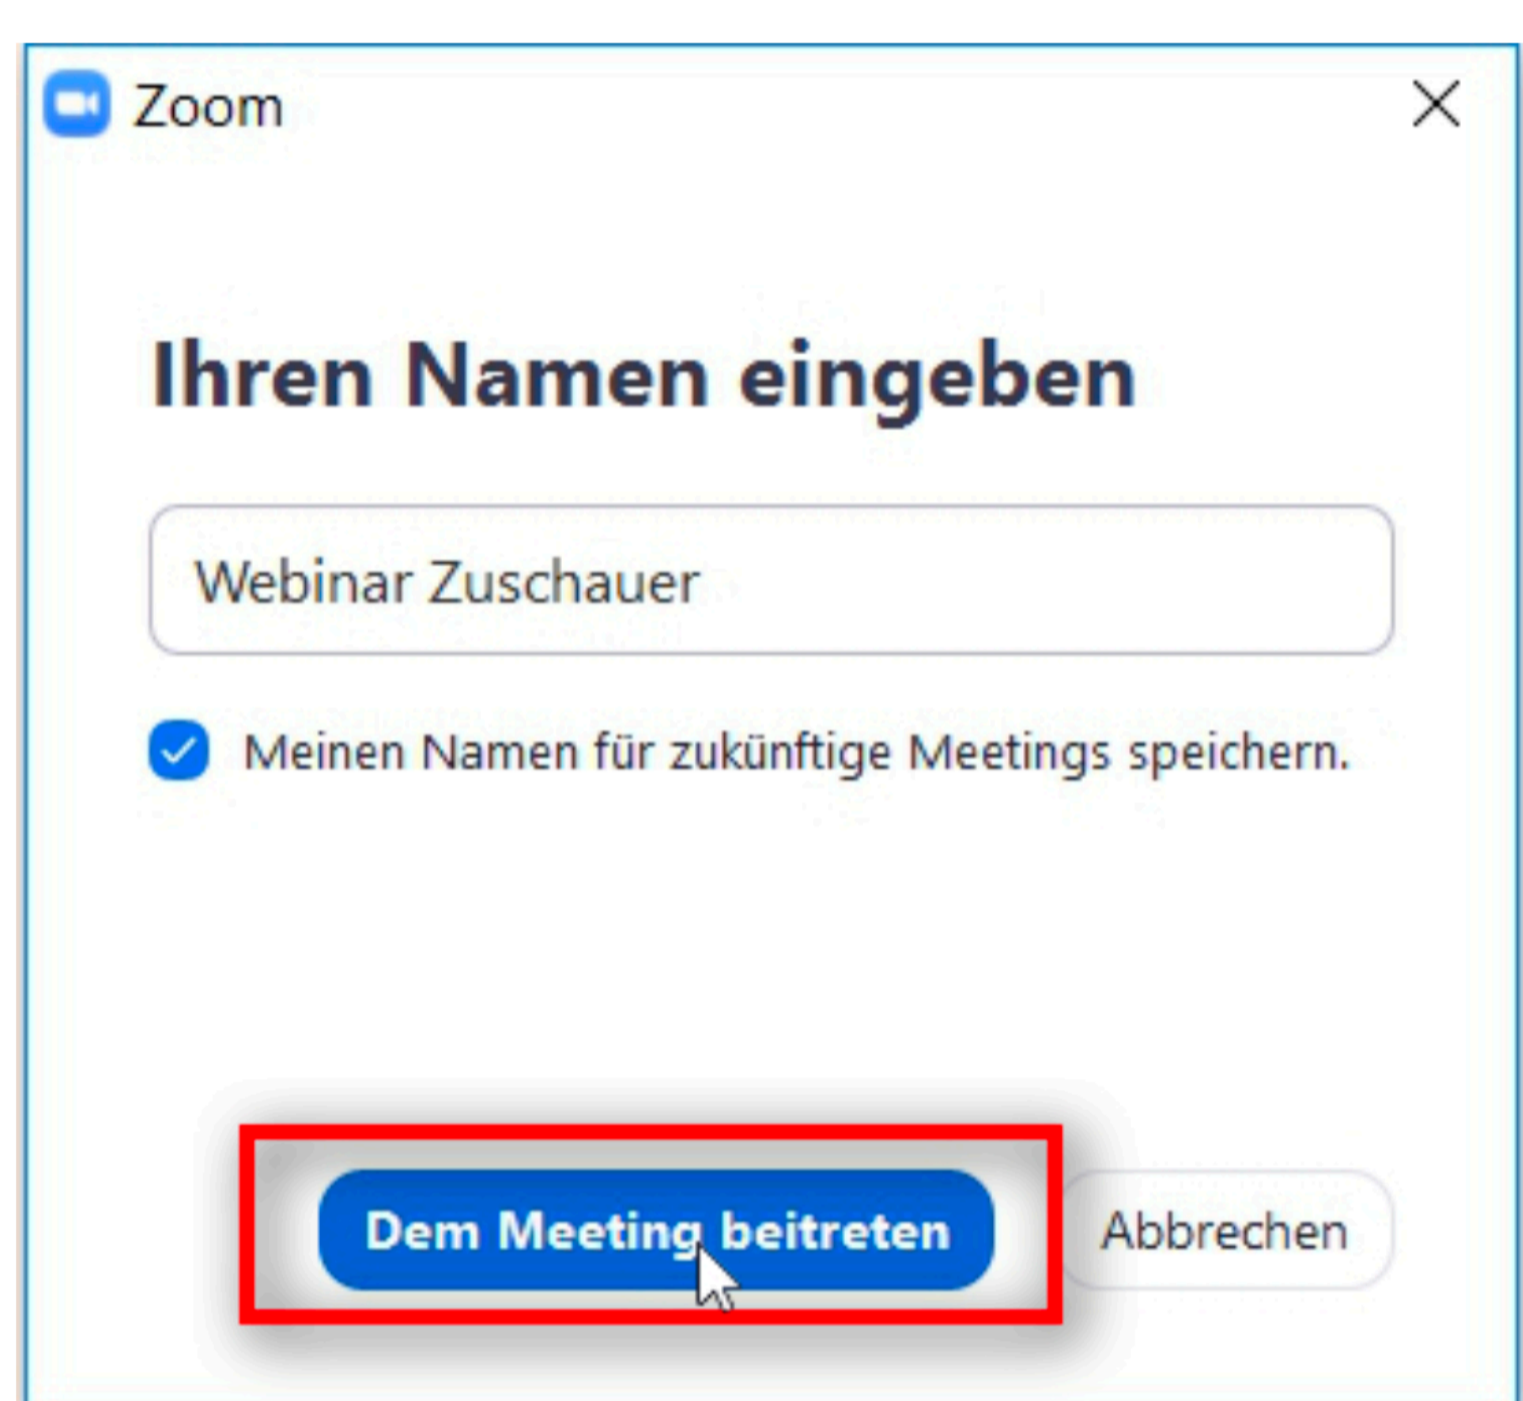 Zoom
Ihren Namen eingeben
Webinar Zuschauer
Meinen Namen für zukünftige Meetings speichern.
Dem Meeting beitreten
Abbrechen